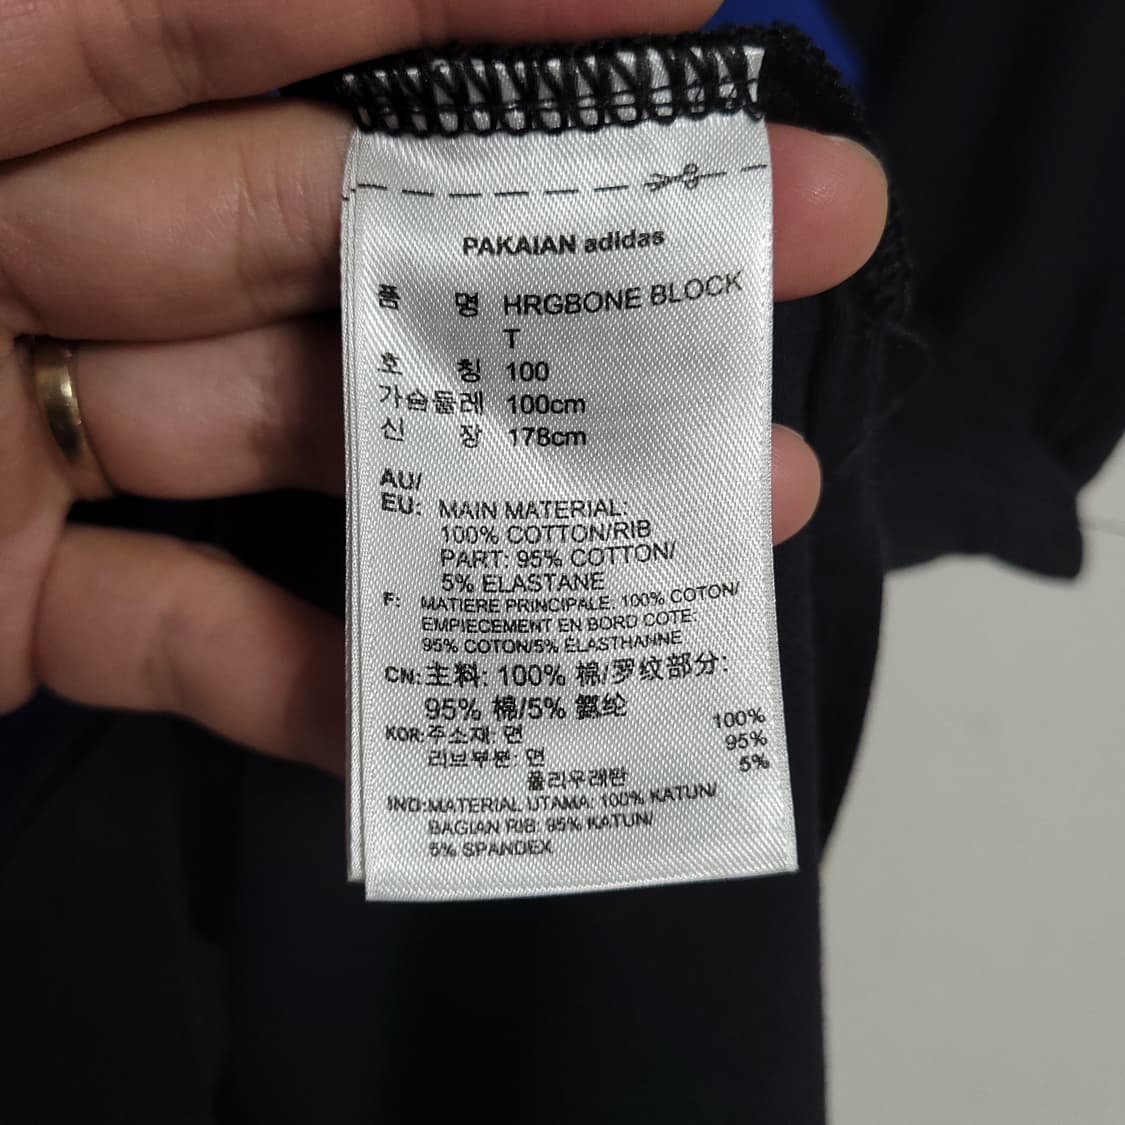 PAKAIAN adidas
품 명 HRGBONE BLOCK
T
호 칭 100
가슴둘레 100cm
신 장 178cm
AU/
EU: MAIN MATERIAL:
100% COTTON/RIB
PART: 95% COTTON/
5% ELASTANE
F: MATIERE PRINCIPALE: 100% COTON/
EMPIECEMENT EN BORD COTE:
95% COTON/5% ELASTHANNE
CN: 主料: 100% 棉/罗纹部分:
95% 棉/5% 氨纶
KOR: 주소재: 면 100%
리브부분: 면 95%
폴리우레탄 5%
IND: MATERIAL UTAMA: 100% KATUN/
BAGIAN RIB: 95% KATUN/
5% SPANDEX